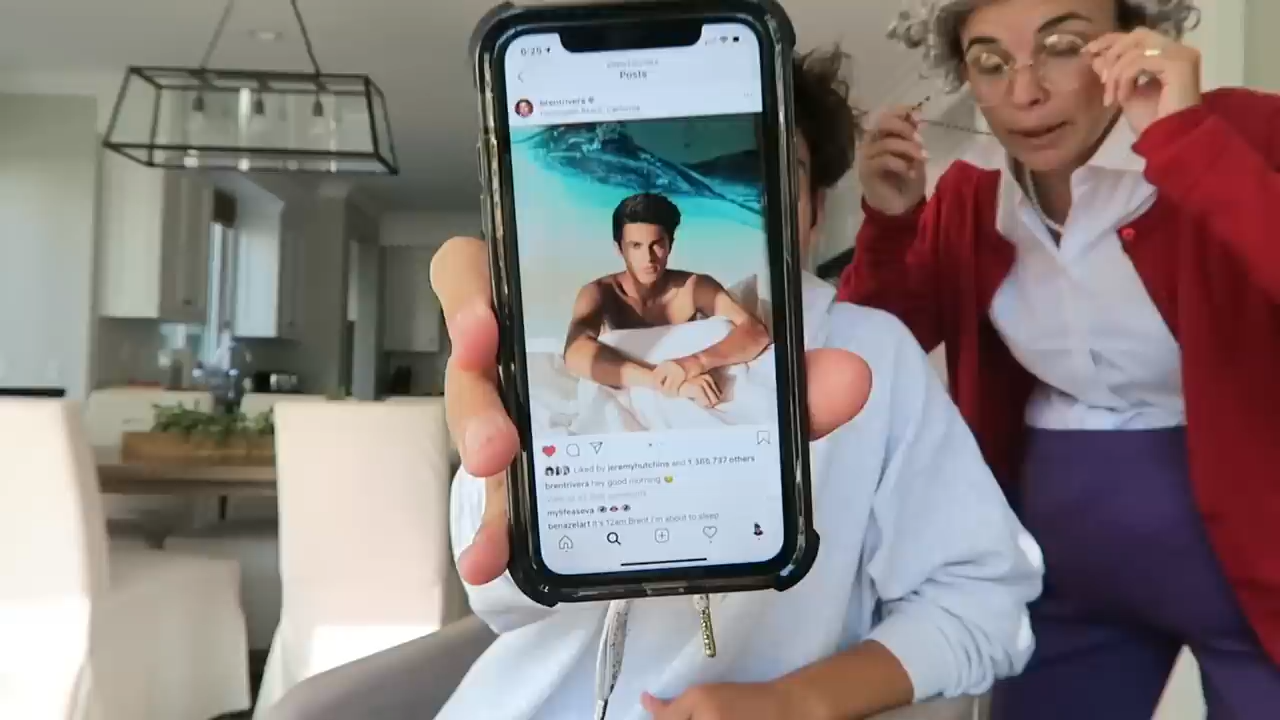 Posts
brentrivera
Liked by jeremyhutchins and 1,365,737 others
brentrivera hey good morning 😉
mylifeaseva 👁👄👁
benazelart it's 12am Brent I'm about to sleep